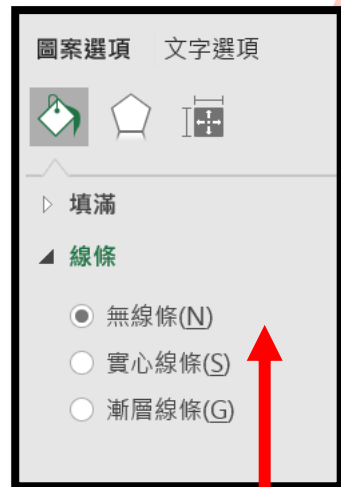 圖案選項 文字選項
填滿
線條
無線條(N)
實心線條(S)
漸層線條(G)